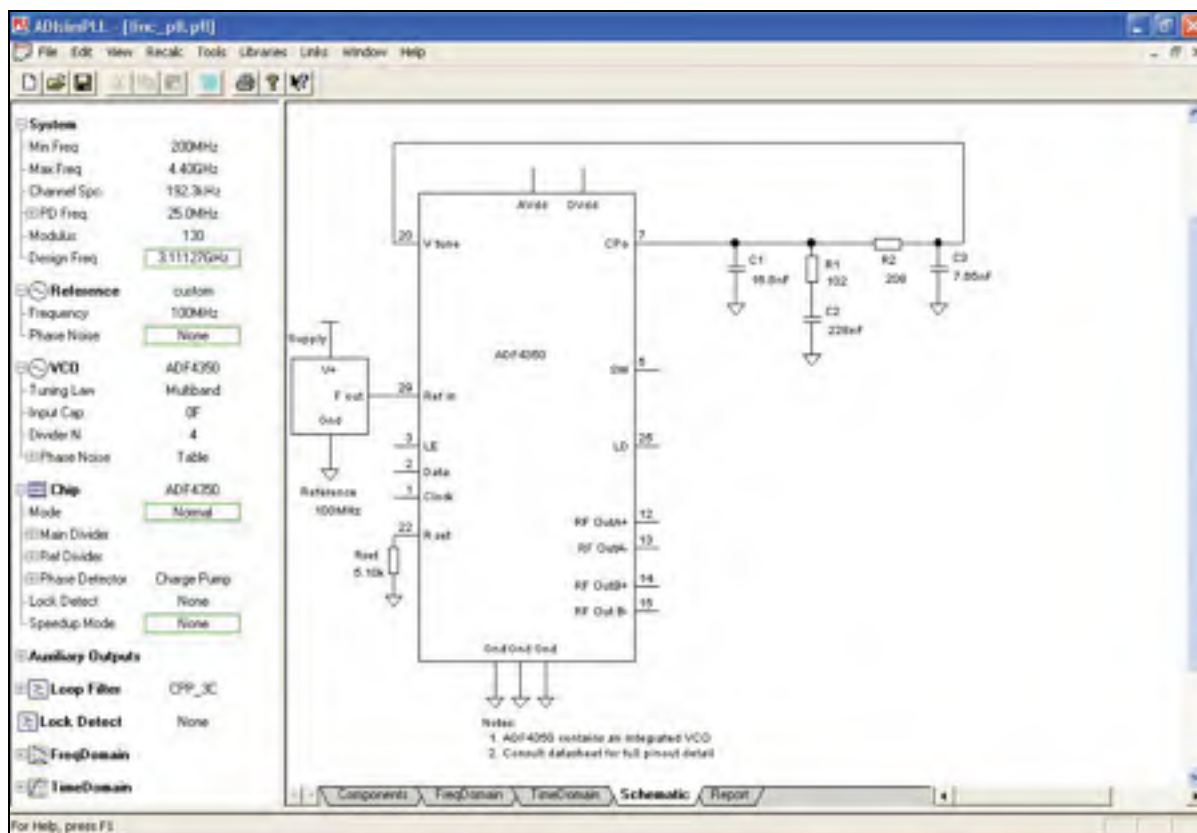 ADIsimPLL - [finc_pll.pll]
File Edit View Recalc Tools Libraries Links Window Help
System
Min Freq 200MHz
Max Freq 4.40GHz
Channel Spc 192.3kHz
PD Freq 25.0MHz
Modulus 130
Design Freq 3.11127GHz
Reference custom
Frequency 100MHz
Phase Noise None
VCO ADF4350
Tuning Law Multiband
Input Cap 0F
Divider N 4
Phase Noise Table
Chip ADF4350
Mode Normal
Main Divider
Ref Divider
Phase Detector Charge Pump
Lock Detect None
Speedup Mode None
Auxiliary Outputs
Loop Filter CPP_3C
Lock Detect None
FreqDomain
TimeDomain
AVdd DVdd
20 V tune
CPo 7
C1
R1
102
C2
R2
C3
Supply
V+
F out
Gnd
Reference
100MHz
29 Ref in
ADF4350
SW 5
3 LE
LD 25
2 Data
1 Clock
22 R set
Rset
5.10k
RF OutA+ 12
RF OutA- 13
RF OutB+ 14
RF Out B- 15
Gnd Gnd Gnd
Notes:
1. ADF4350 contains an integrated VCO
2. Consult datasheet for full pinout detail
Components FreqDomain TimeDomain Schematic Report
For Help, press F1